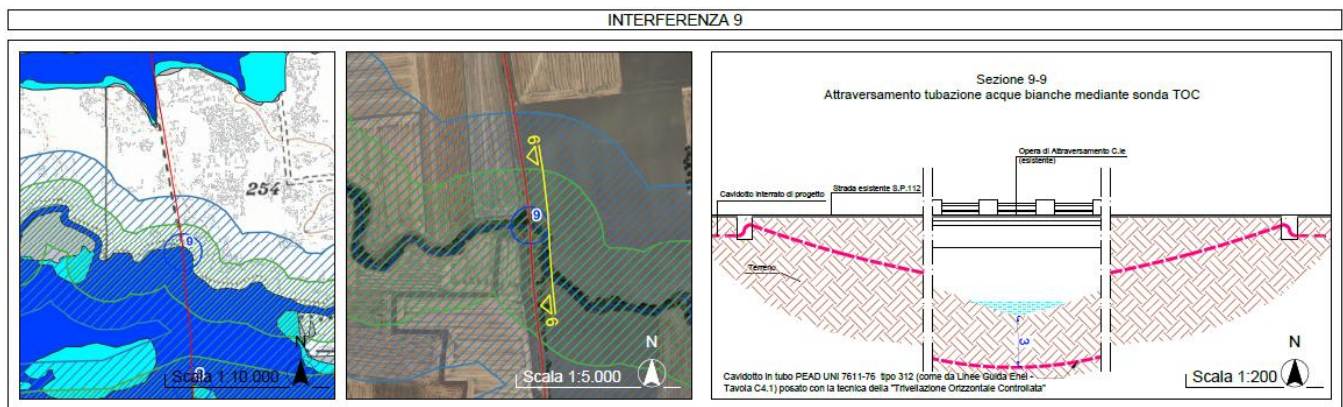 INTERFERENZA 9
254
9
N
Scala 1:10.000
9
9
9
N
Scala 1:5.000
Sezione 9-9
Attraversamento tubazione acque bianche mediante sonda TOC
Opera di Attraversamento C.le
(esistente)
Cavidotto interrato di progetto
Strada esistente S.P.112
Terreno
3
N
Cavidotto in tubo PEAD UNI 7611-76 tipo 312 (come da Linee Guida Enel -
Tavola C4.1) posato con la tecnica della "Trivellazione Orizzontale Controllata"
Scala 1:200